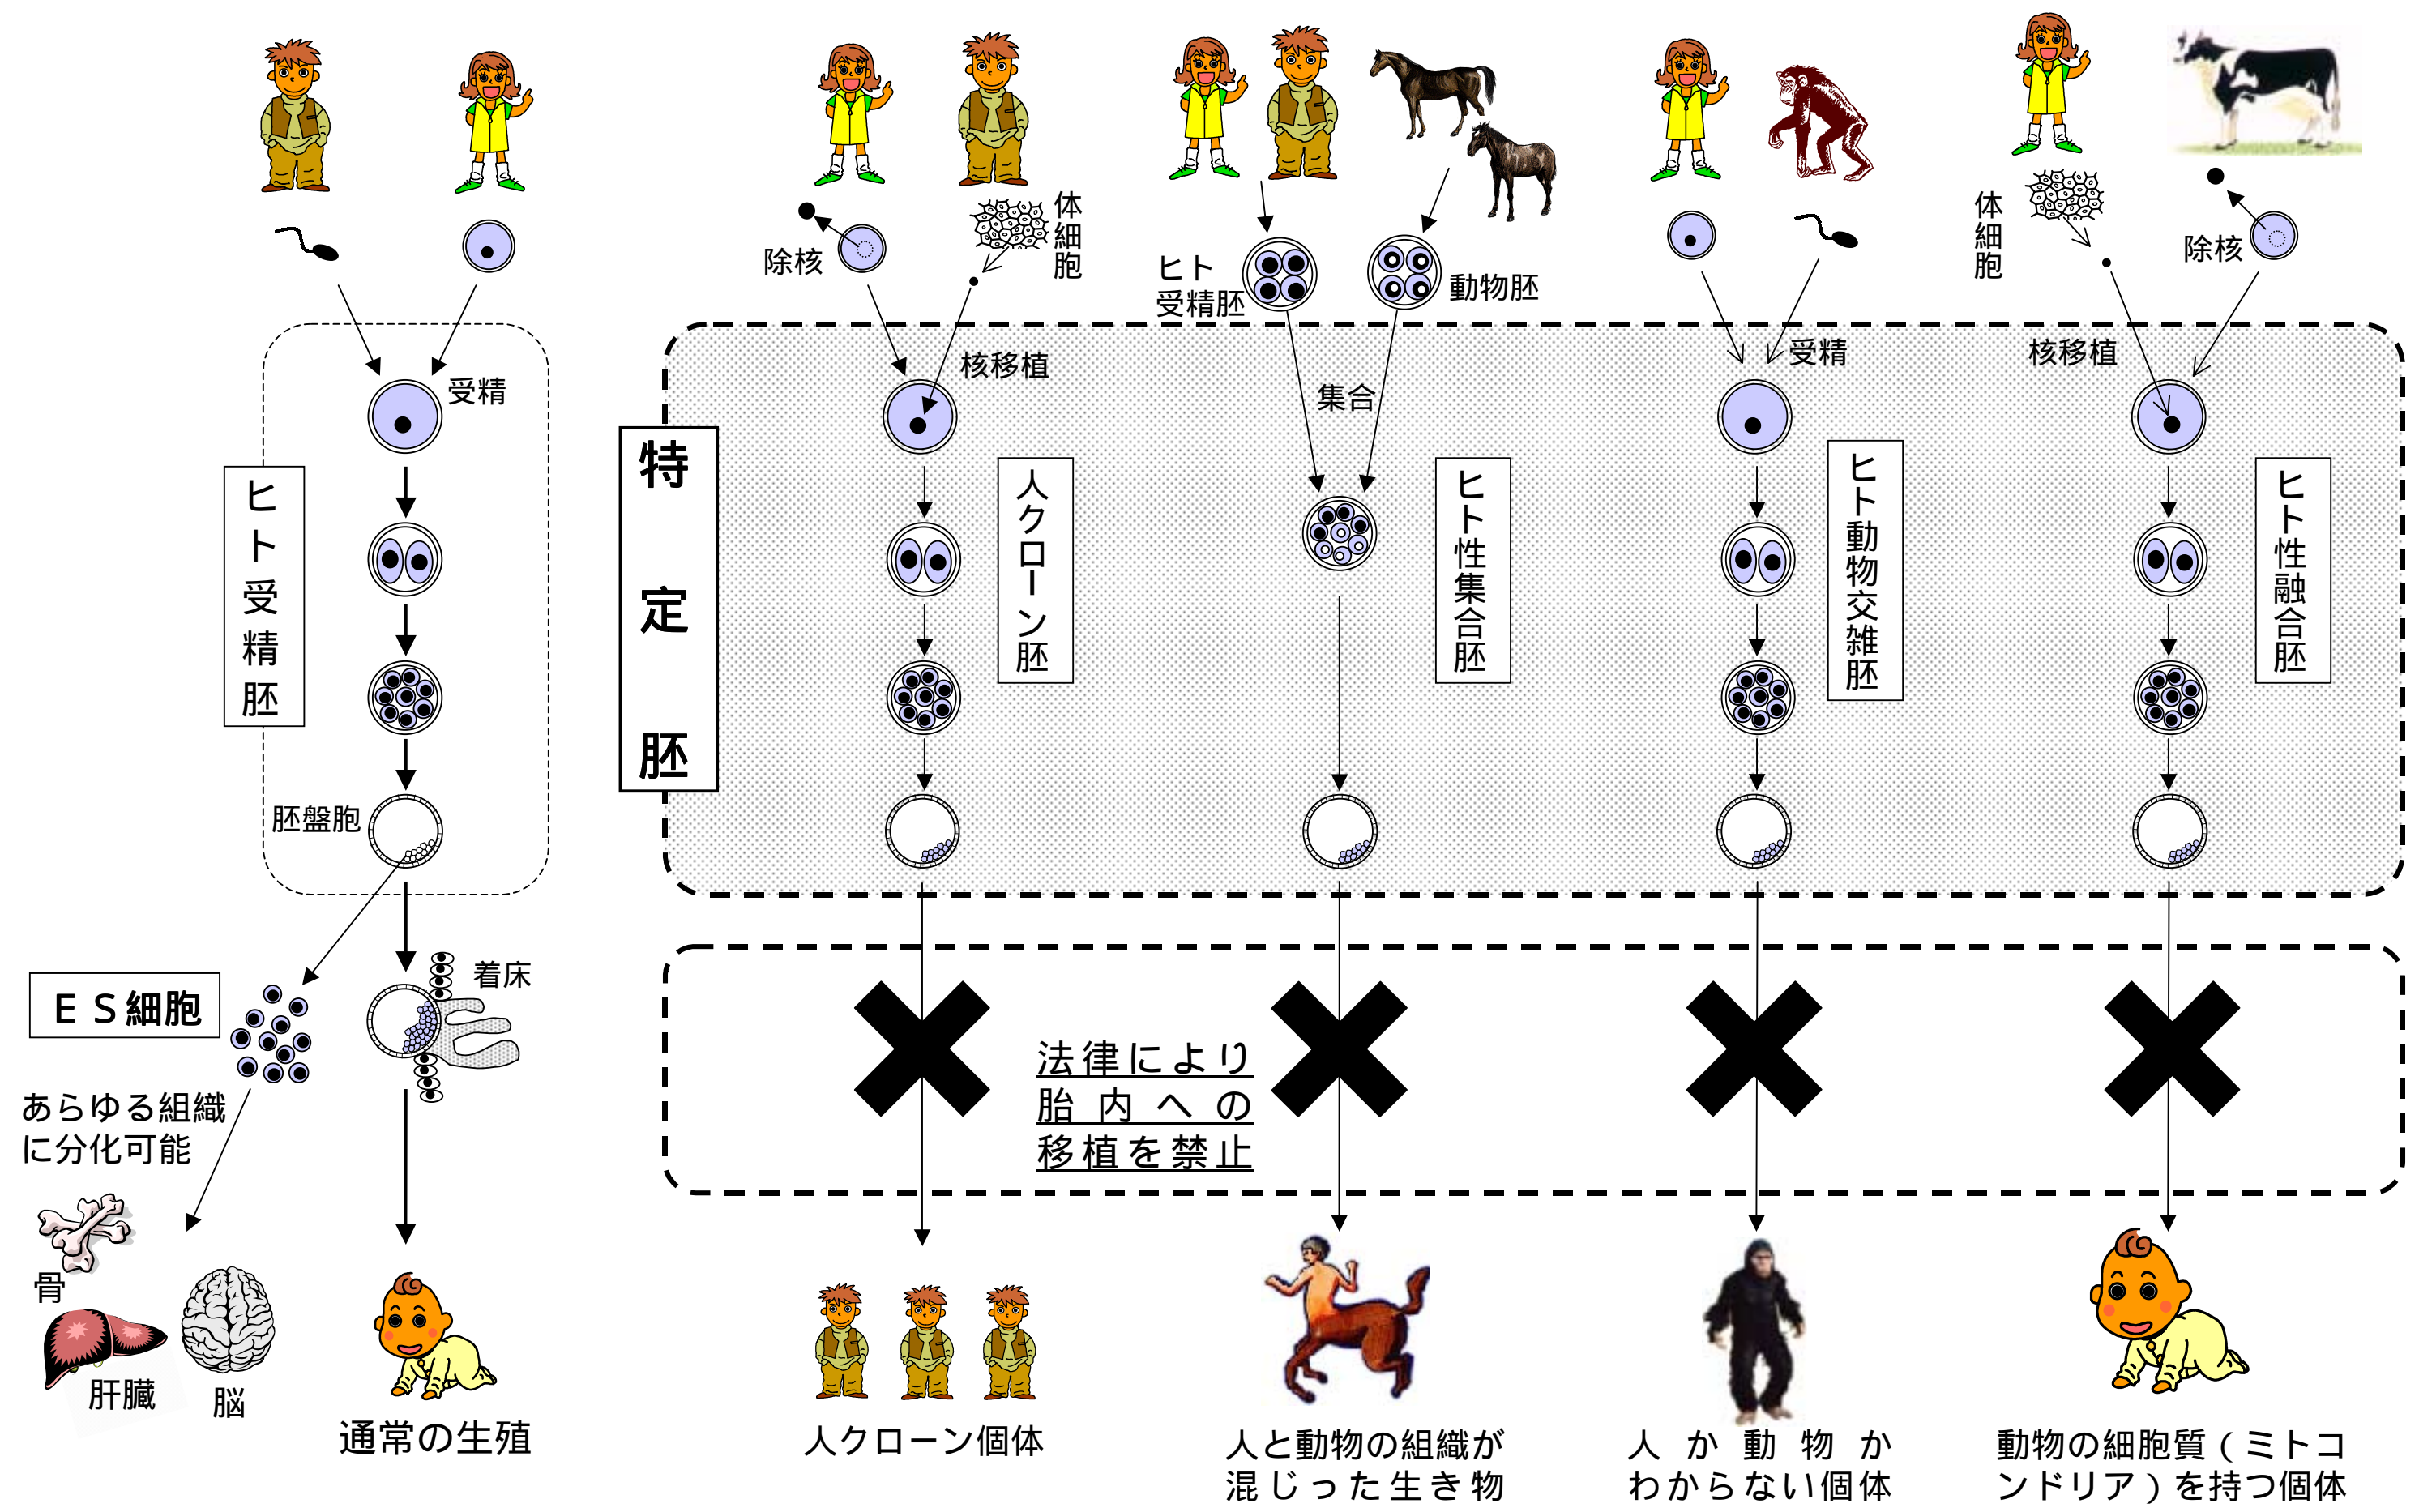 除核
体細胞
ヒト
受精胚
動物胚
体細胞
除核
受精
核移植
集合
受精
核移植
ヒト受精胚
特定胚
人クローン胚
ヒト性集合胚
ヒト動物交雑胚
ヒト性融合胚
胚盤胞
ＥＳ細胞
着床
あらゆる組織
に分化可能
法律により
胎内への
移植を禁止
骨
肝臓
脳
通常の生殖
人クローン個体
人と動物の組織が
混じった生き物
人か動物か
わからない個体
動物の細胞質（ミトコ
ンドリア）を持つ個体